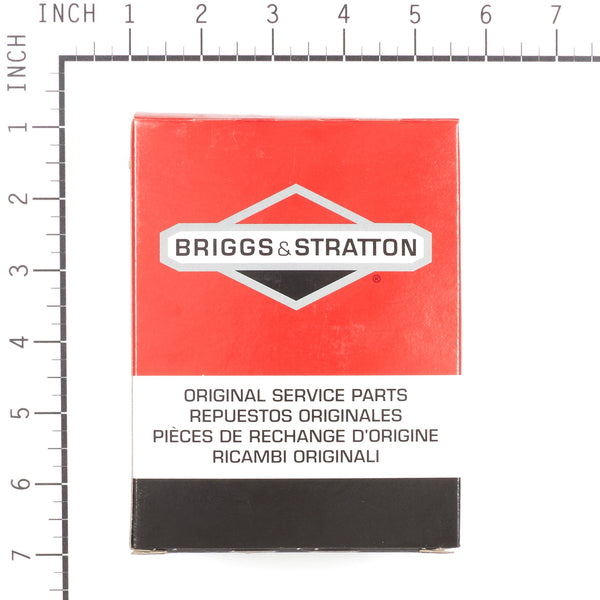 INCH 1 2 3 4 5 6 7
INCH
1
2
3
4
5
6
7
BRIGGS & STRATTON
®
ORIGINAL SERVICE PARTS
REPUESTOS ORIGINALES
PIÈCES DE RECHANGE D'ORIGINE
RICAMBI ORIGINALI